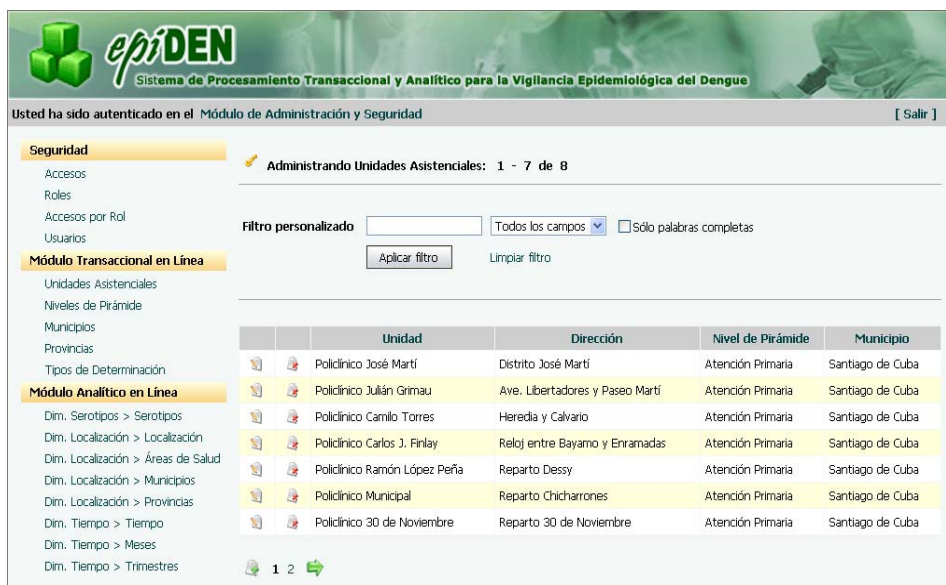 epiDEN
Sistema de Procesamiento Transaccional y Analítico para la Vigilancia Epidemiológica del Dengue
Usted ha sido autenticado en el Módulo de Administración y Seguridad [ Salir ]
Seguridad
Accesos
Roles
Accesos por Rol
Usuarios
Módulo Transaccional en Línea
Unidades Asistenciales
Niveles de Pirámide
Municipios
Provincias
Tipos de Determinación
Módulo Analítico en Línea
Dim. Serotipos > Serotipos
Dim. Localización > Localización
Dim. Localización > Áreas de Salud
Dim. Localización > Municipios
Dim. Localización > Provincias
Dim. Tiempo > Tiempo
Dim. Tiempo > Meses
Dim. Tiempo > Trimestres
Administrando Unidades Asistenciales: 1 - 7 de 8
Filtro personalizado Todos los campos Sólo palabras completas
Aplicar filtro Limpiar filtro
Unidad Dirección Nivel de Pirámide Municipio
Policlínico José Martí Distrito José Martí Atención Primaria Santiago de Cuba
Policlínico Julián Grimau Ave. Libertadores y Paseo Martí Atención Primaria Santiago de Cuba
Policlínico Camilo Torres Heredia y Calvario Atención Primaria Santiago de Cuba
Policlínico Carlos J. Finlay Reloj entre Bayamo y Enramadas Atención Primaria Santiago de Cuba
Policlínico Ramón López Peña Reparto Dessy Atención Primaria Santiago de Cuba
Policlínico Municipal Reparto Chicharrones Atención Primaria Santiago de Cuba
Policlínico 30 de Noviembre Reparto 30 de Noviembre Atención Primaria Santiago de Cuba
1 2